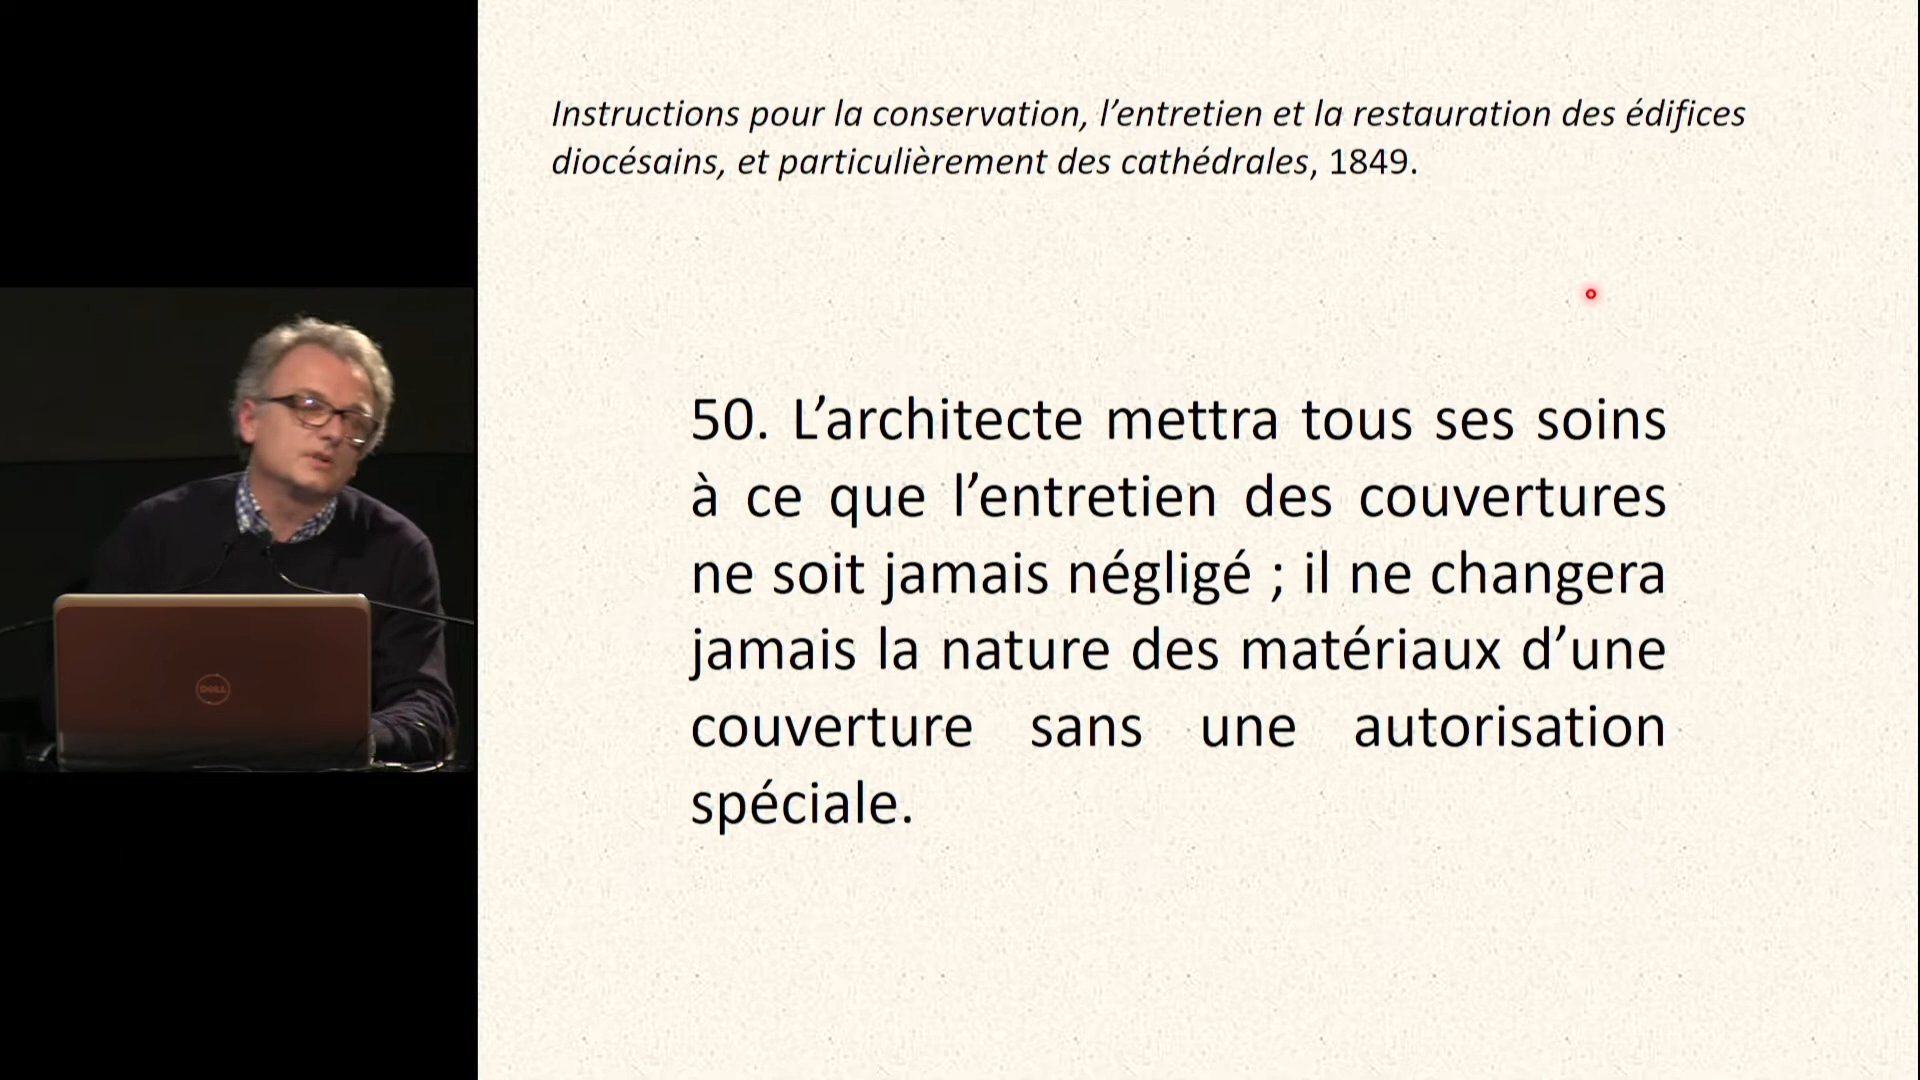 Instructions pour la conservation, l’entretien et la restauration des édifices
diocésains, et particulièrement des cathédrales, 1849.
50. L’architecte mettra tous ses soins
à ce que l’entretien des couvertures
ne soit jamais négligé ; il ne changera
jamais la nature des matériaux d’une
couverture sans une autorisation
spéciale.
DELL